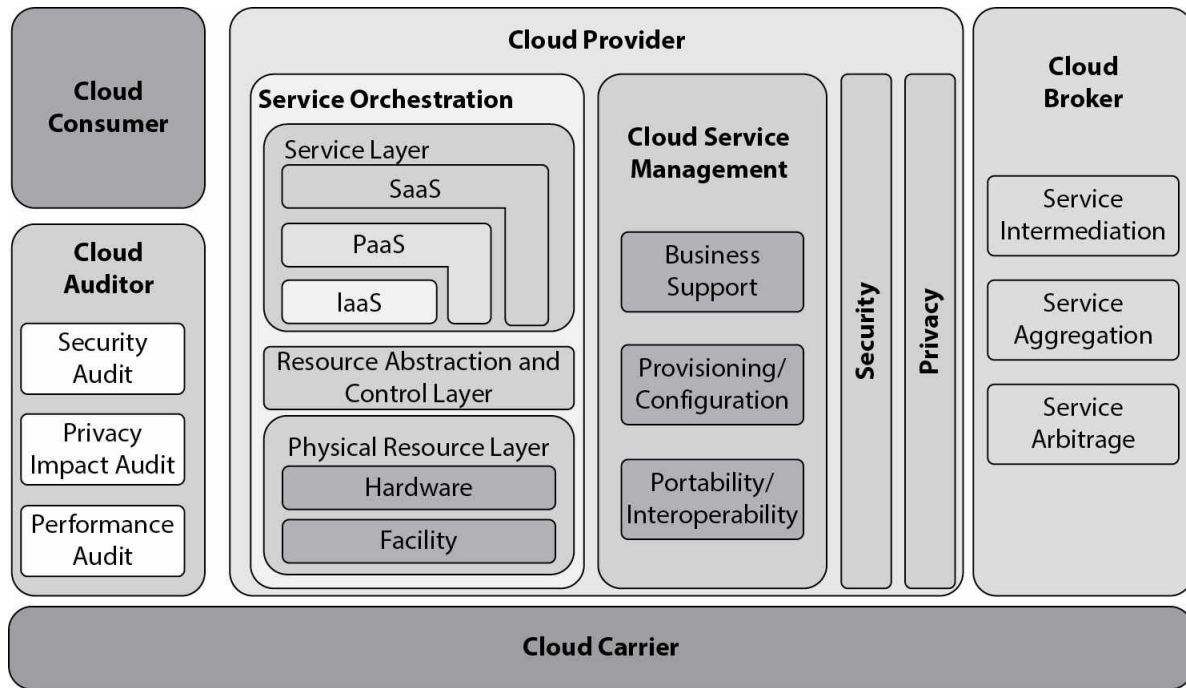 Cloud
Consumer
Cloud
Auditor
Security
Audit
Privacy
Impact Audit
Performance
Audit
Cloud Provider
Service Orchestration
Service Layer
SaaS
PaaS
IaaS
Resource Abstraction and
Control Layer
Physical Resource Layer
Hardware
Facility
Cloud Service
Management
Business
Support
Provisioning/
Configuration
Portability/
Interoperability
Security
Privacy
Cloud
Broker
Service
Intermediation
Service
Aggregation
Service
Arbitrage
Cloud Carrier